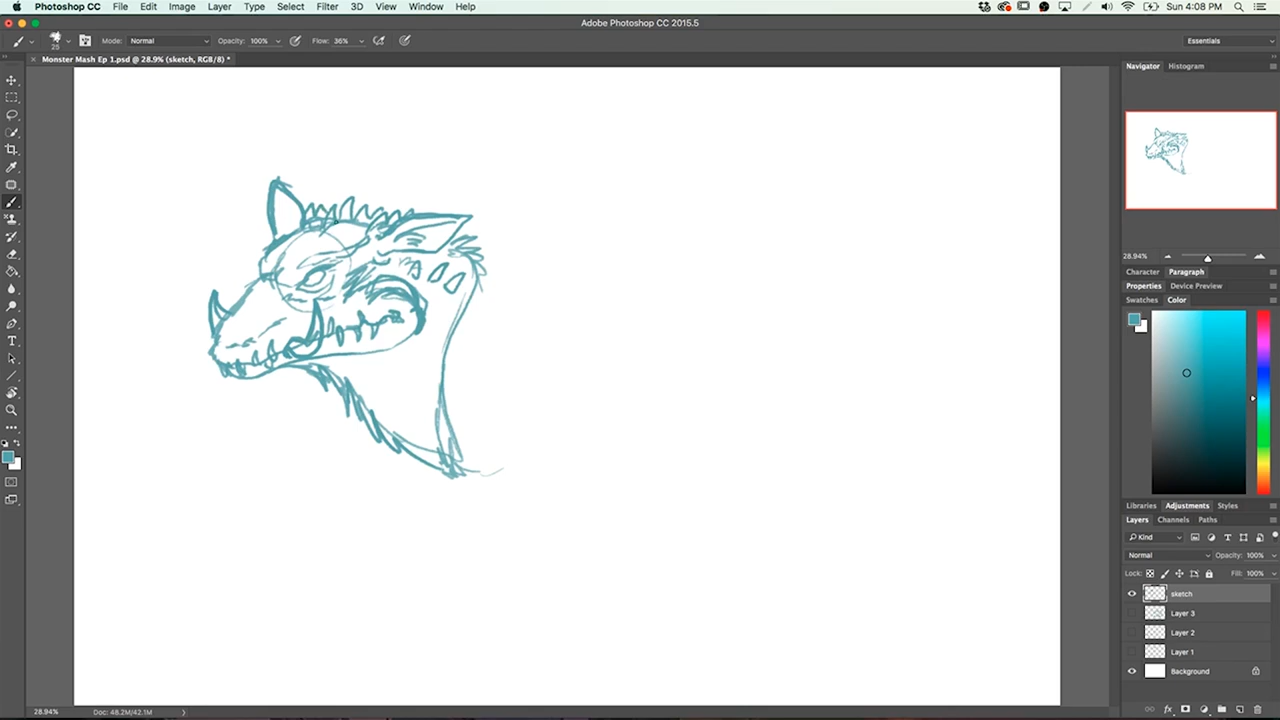 Photoshop CC File Edit Image Layer Type Select Filter 3D View Window Help Sun 4:08 PM
Adobe Photoshop CC 2015.5
25 Mode: Normal Opacity: 100% Flow: 36% Essentials
Monster Mash Ep 1.psd @ 28.9% (sketch, RGB/8) *
Navigator Histogram
28.94%
Character Paragraph
Properties Device Preview
Swatches Color
Libraries Adjustments Styles
Layers Channels Paths
Kind
Normal Opacity: 100%
Lock: Fill: 100%
sketch
Layer 3
Layer 2
Layer 1
Background
28.94% Doc: 48.2M/42.1M